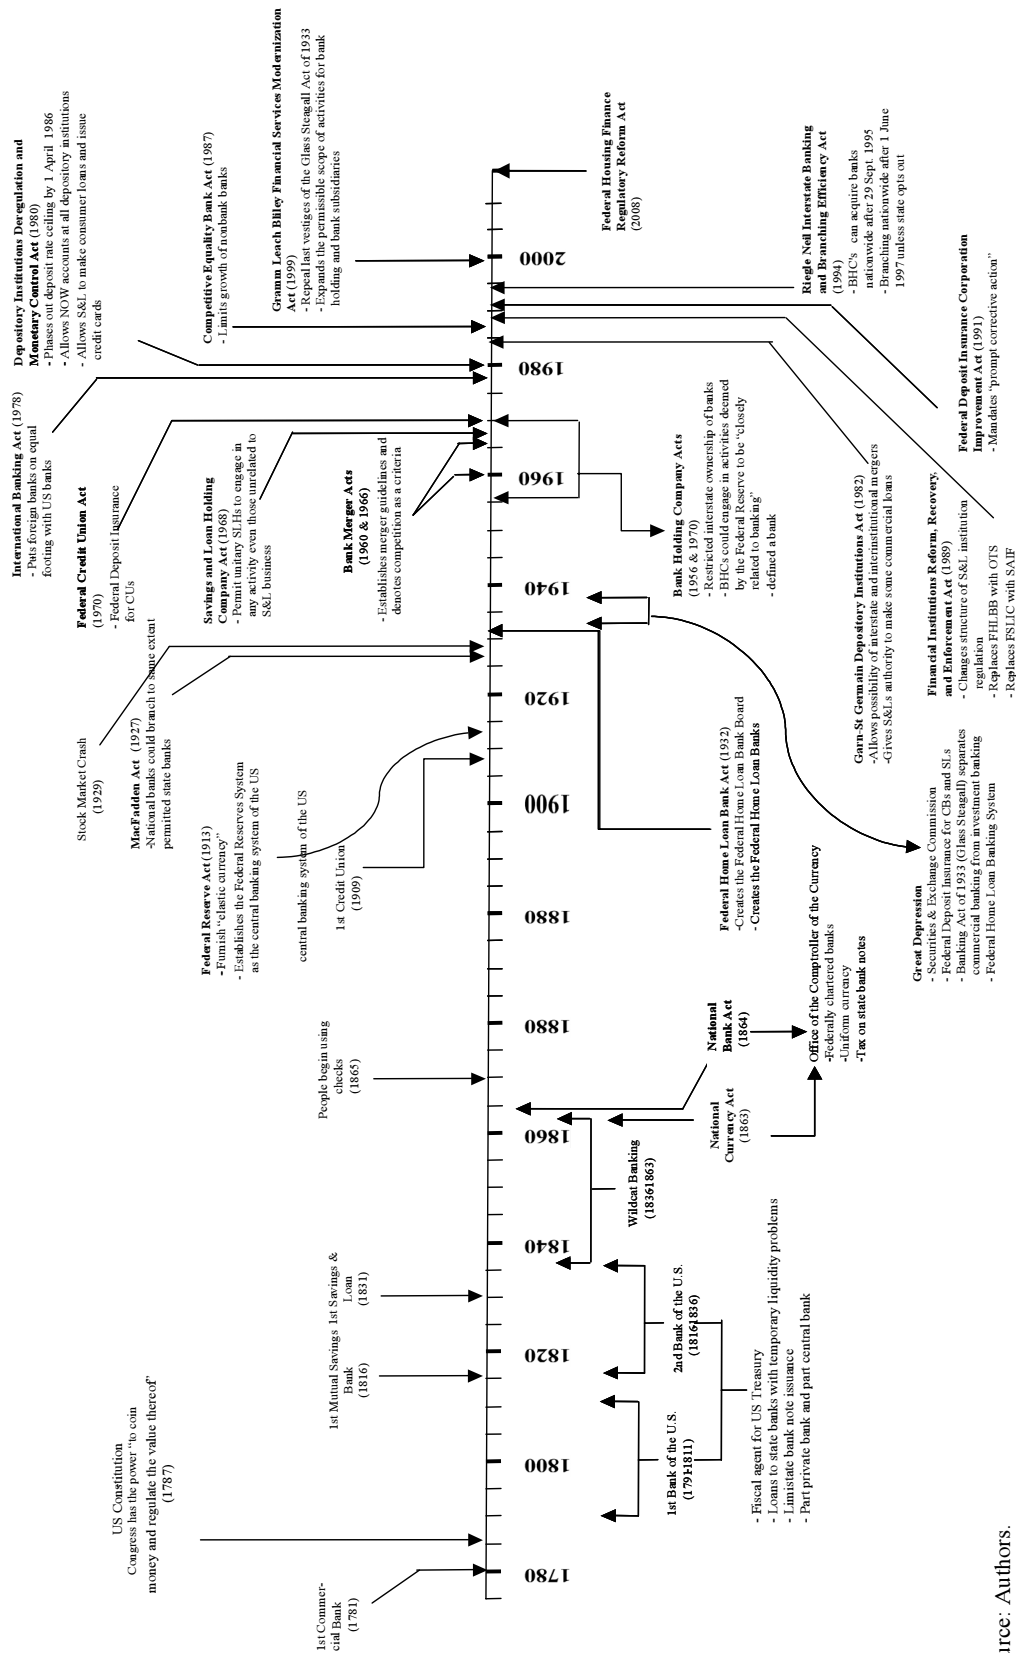 US Constitution
Congress has the power “to coin
money and regulate the value thereof”
(1787)
1st Commer-
cial Bank
(1781)
1st Mutual Savings
Bank
(1816)
1st Savings &
Loan
(1831)
People begin using
checks
(1865)
Federal Reserve Act (1913)
- Furnish “elastic currency”
- Establishes the Federal Reserves System
as the central banking system of the US
central banking system of the US
1st Credit Union
(1909)
Stock Market Crash
(1929)
MacFadden Act (1927)
-National banks could branch to same extent
permitted state banks
International Banking Act (1978)
- Puts foreign banks on equal
footing with US banks
Federal Credit Union Act
(1970)
- Federal Deposit Insurance
for CUs
Savings and Loan Holding
Company Act (1968)
- Permit unitary SLHs to engage in
any activity even those unrelated to
S&L business
Bank Merger Acts
(1960 & 1966)
-Establishes merger guidelines and
denotes competition as a criteria
Depository Institutions Deregulation and
Monetary Control Act (1980)
- Phases out deposit rate ceiling by 1 April 1986
- Allows NOW accounts at all depository institutions
- Allows S&L to make consumer loans and issue
credit cards
Competitive Equality Bank Act (1987)
- Limits growth of nonbank banks
Gramm Leach Bliley Financial Services Modernization
Act (1999)
- Repeal last vestiges of the Glass Steagall Act of 1933
- Expands the permissible scope of activities for bank
holding and bank subsidiaries
1780
1800
1820
1840
1860
1880
1880
1900
1920
1940
1960
1980
2000
1st Bank of the U.S.
(1791-1811)
2nd Bank of the U.S.
(1816-1836)
- Fiscal agent for US Treasury
- Loans to state banks with temporary liquidity problems
- Limistate bank note issuance
- Part private bank and part central bank
Wildcat Banking
(1836-1863)
National
Currency Act
(1863)
National
Bank Act
(1864)
Office of the Comptroller of the Currency
-Federally chartered banks
-Uniform currency
-Tax on state bank notes
Federal Home Loan Bank Act (1932)
-Creates the Federal Home Loan Bank Board
- Creates the Federal Home Loan Banks
Great Depression
- Securities & Exchange Commission
- Federal Deposit Insurance for CBs and SLs
- Banking Act of 1933 (Glass Steagall) separates
commercial banking from investment banking
- Federal Home Loan Banking System
Bank Holding Company Acts
(1956 & 1970)
- Restricted interstate ownership of banks
- BHCs could engage in activities deemed
by the Federal Reserve to be “closely
related to banking”
- defined a bank
Garn-St Germain Depository Institutions Act (1982)
-Allows possibility of interstate and interinstitutional mergers
-Gives S&Ls authority to make some commercial loans
Financial Institutions Reform, Recovery,
and Enforcement Act (1989)
- Changes structure of S&L institution
regulation
- Replaces FHLBB with OTS
- Replaces FSLIC with SAIF
Federal Deposit Insurance Corporation
Improvement Act (1991)
- Mandates “prompt corrective action”
Riegle Neil Interstate Banking
and Branching Efficiency Act
(1994)
- BHC's can acquire banks
nationwide after 29 Sept. 1995
- Branching nationwide after 1 June
1997 unless state opts out
Federal Housing Finance
Regulatory Reform Act
(2008)
urce: Authors.